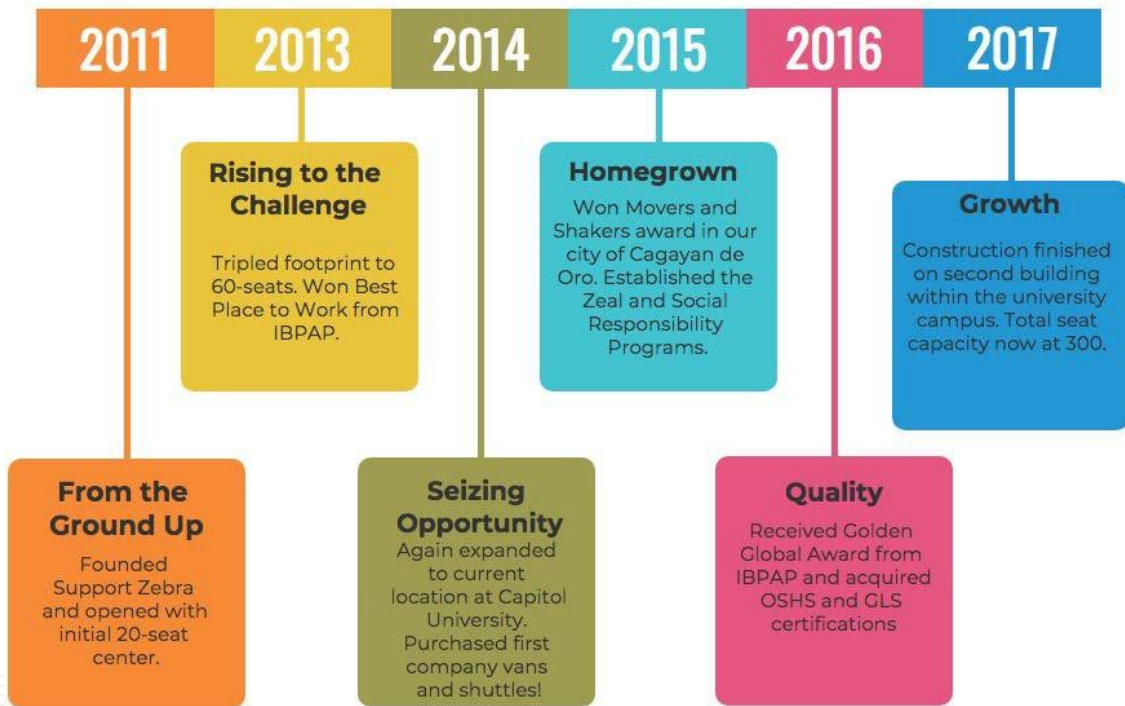 2011
2013
2014
2015
2016
2017
Rising to the
Challenge
Tripled footprint to
60-seats. Won Best
Place to Work from
IBPAP.
Homegrown
Won Movers and
Shakers award in our
city of Cagayan de
Oro. Established the
Zeal and Social
Responsibility
Programs.
Growth
Construction finished
on second building
within the university
campus. Total seat
capacity now at 300.
From the
Ground Up
Founded
Support Zebra
and opened with
initial 20-seat
center.
Seizing
Opportunity
Again expanded
to current
location at Capitol
University.
Purchased first
company vans
and shuttles!
Quality
Received Golden
Global Award from
IBPAP and acquired
OSHS and GLS
certifications